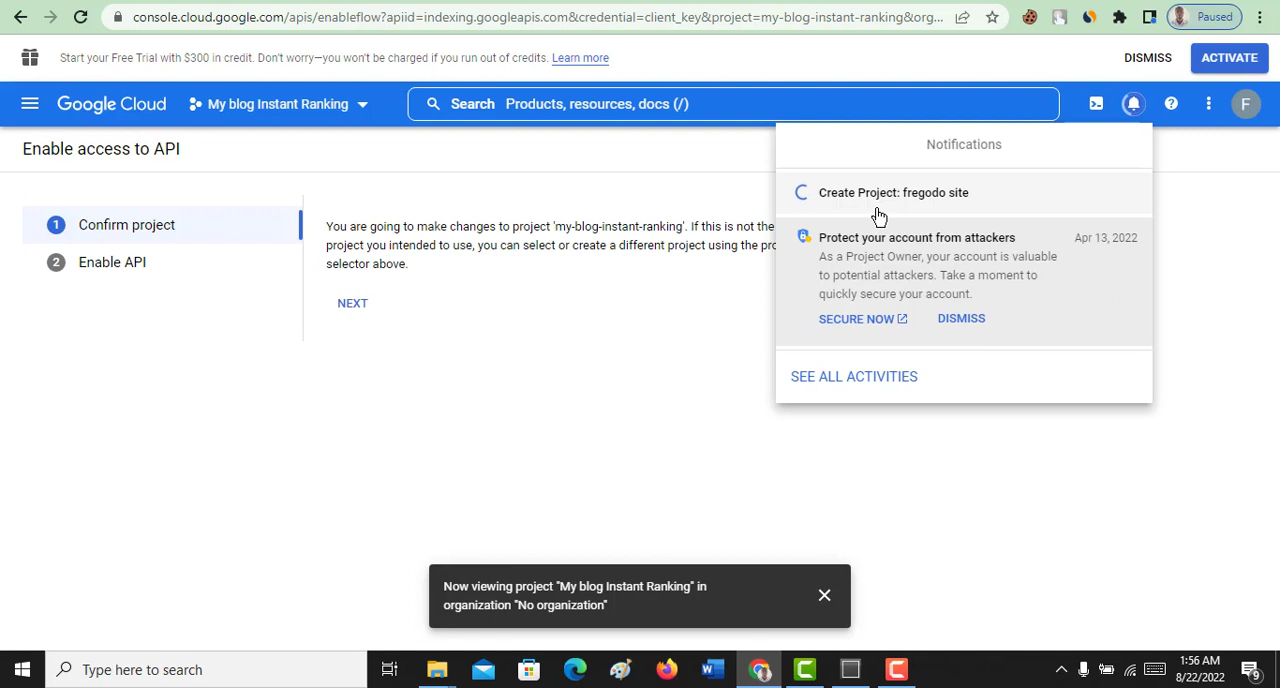 console.cloud.google.com/apis/enableflow?apiid=indexing.googleapis.com&credential=client_key&project=my-blog-instant-ranking&org...
Paused
Start your Free Trial with $300 in credit. Don't worry—you won't be charged if you run out of credits. Learn more
DISMISS
ACTIVATE
Google Cloud
My blog Instant Ranking
Search Products, resources, docs (/)
F
Enable access to API
Notifications
1 Confirm project
2 Enable API
You are going to make changes to project 'my-blog-instant-ranking'. If this is not the
project you intended to use, you can select or create a different project using the pro
selector above.
NEXT
Create Project: fregodo site
Protect your account from attackers
Apr 13, 2022
As a Project Owner, your account is valuable
to potential attackers. Take a moment to
quickly secure your account.
SECURE NOW
DISMISS
SEE ALL ACTIVITIES
Now viewing project "My blog Instant Ranking" in
organization "No organization"
Type here to search
1:56 AM
8/22/2022
9